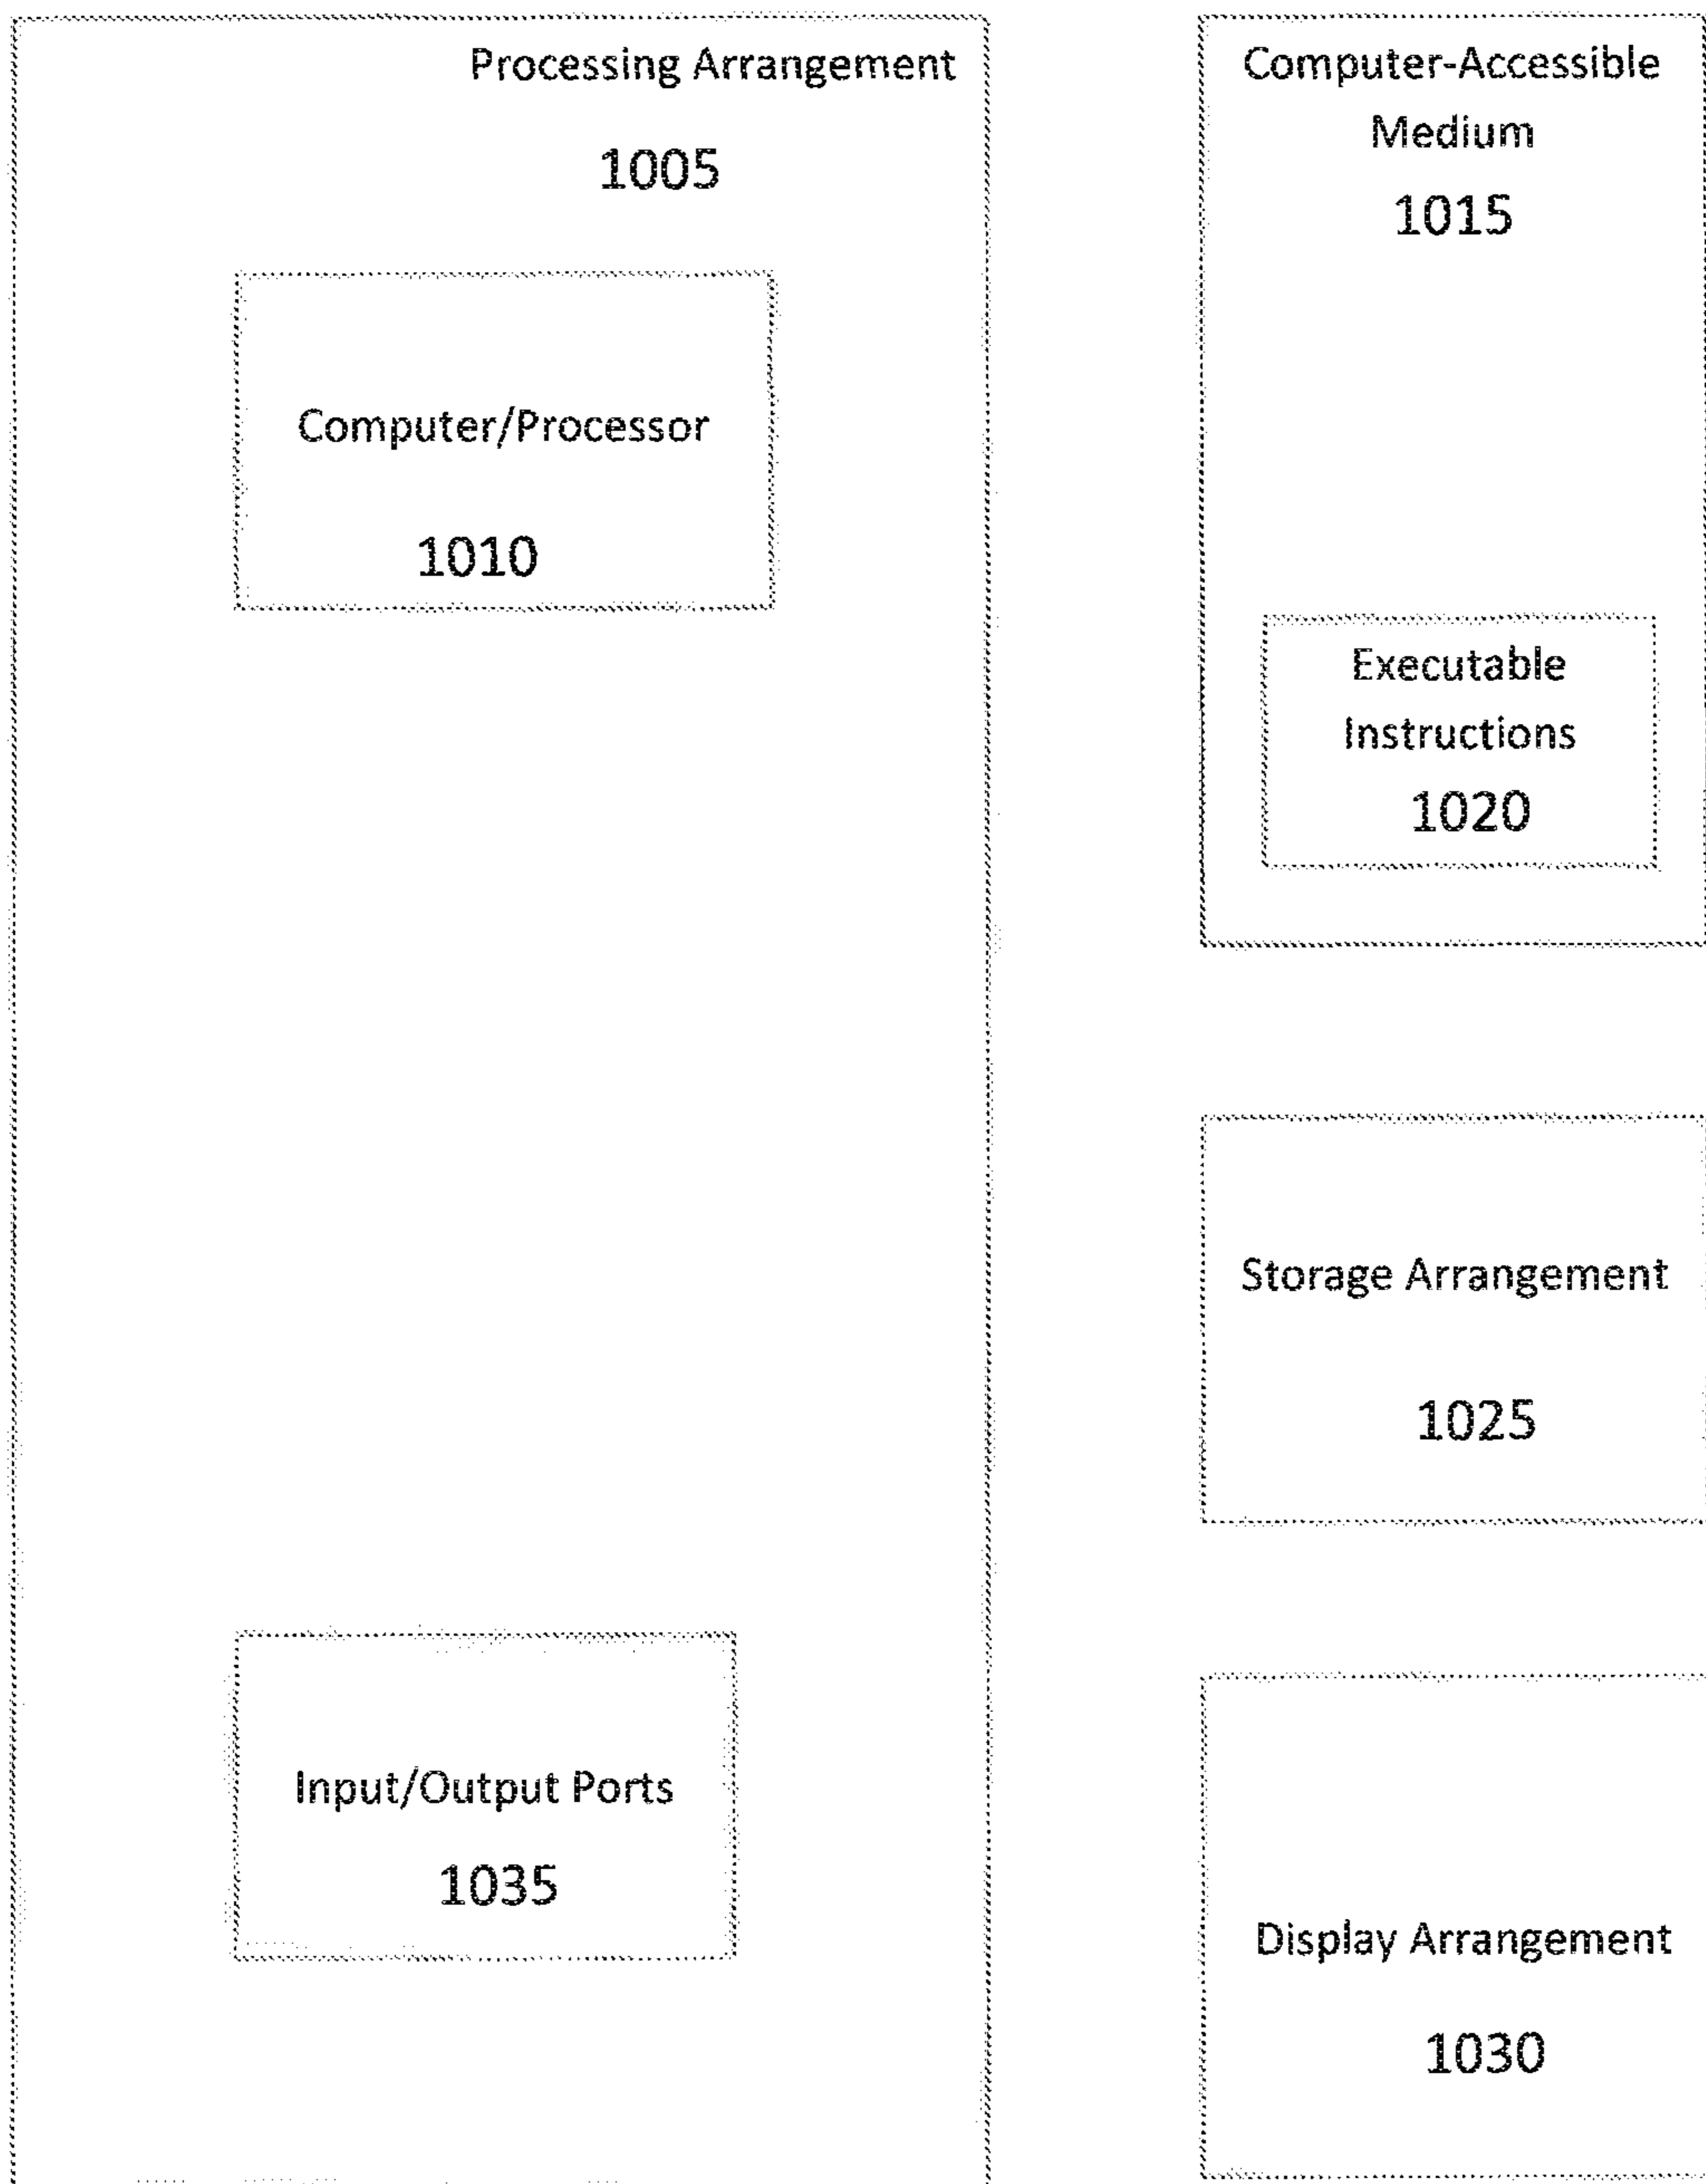 Processing Arrangement
1005
Computer/Processor
1010
Input/Output Ports
1035
Computer-Accessible
Medium
1015
Executable
Instructions
1020
Storage Arrangement
1025
Display Arrangement
1030